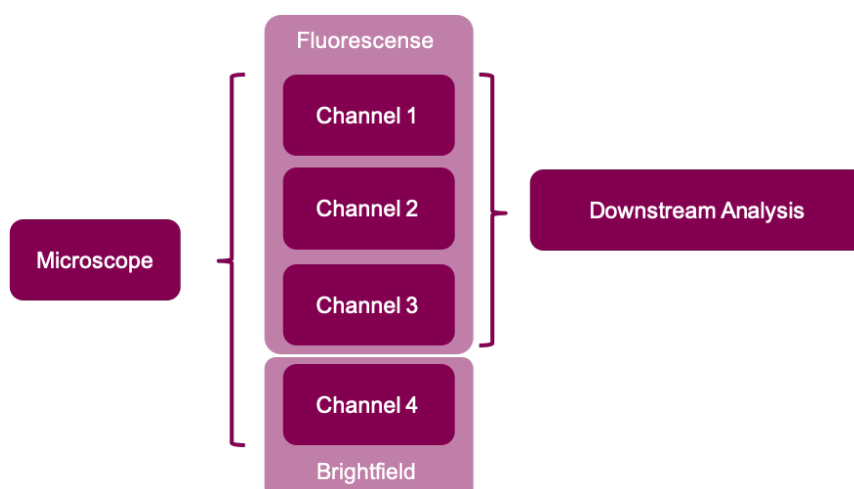 Fluorescense
Channel 1
Channel 2
Channel 3
Channel 4
Brightfield
Microscope
Downstream Analysis